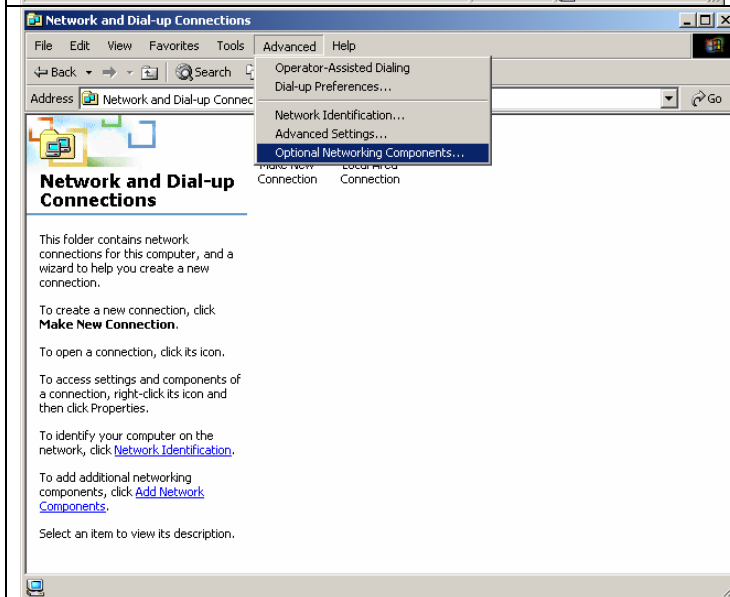 Network and Dial-up Connections
File Edit View Favorites Tools Advanced Help
Back Search
Address Network and Dial-up Connec Go
Operator-Assisted Dialing
Dial-up Preferences...
Network Identification...
Advanced Settings...
Optional Networking Components...
Make New Connection
Local Area Connection
Network and Dial-up
Connections
This folder contains network
connections for this computer, and a
wizard to help you create a new
connection.
To create a new connection, click
Make New Connection.
To open a connection, click its icon.
To access settings and components of
a connection, right-click its icon and
then click Properties.
To identify your computer on the
network, click Network Identification.
To add additional networking
components, click Add Network
Components.
Select an item to view its description.